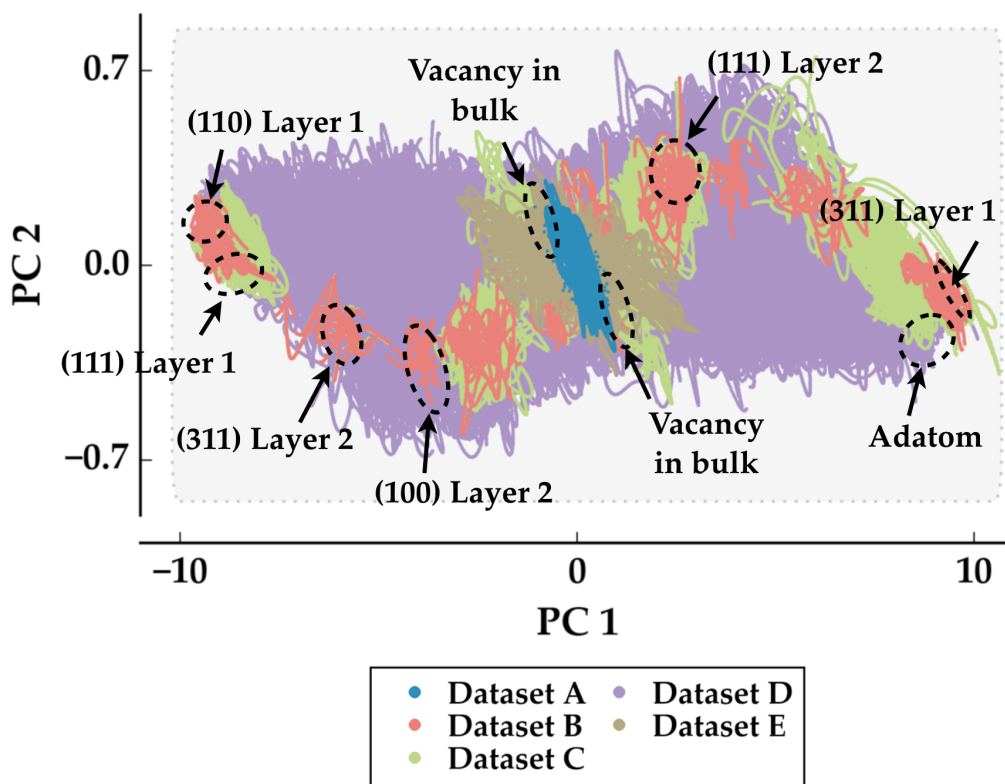 0.7
0.0
−0.7
PC 2
Vacancy in
bulk
(111) Layer 2
(110) Layer 1
(311) Layer 1
(111) Layer 1
(311) Layer 2
(100) Layer 2
Vacancy
in bulk
Adatom
−10
0
10
PC 1
Dataset A
Dataset B
Dataset C
Dataset D
Dataset E